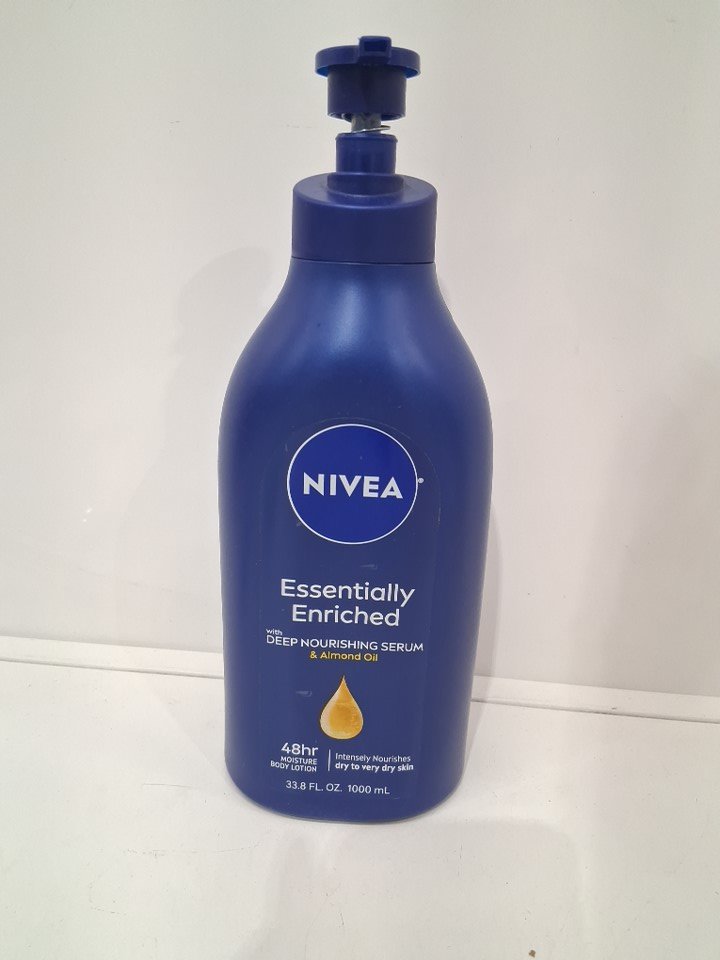 NIVEA®
Essentially
Enriched
with
DEEP NOURISHING SERUM
& Almond Oil
48hr
MOISTURE
BODY LOTION
Intensely Nourishes
dry to very dry skin
33.8 FL. OZ. 1000 mL